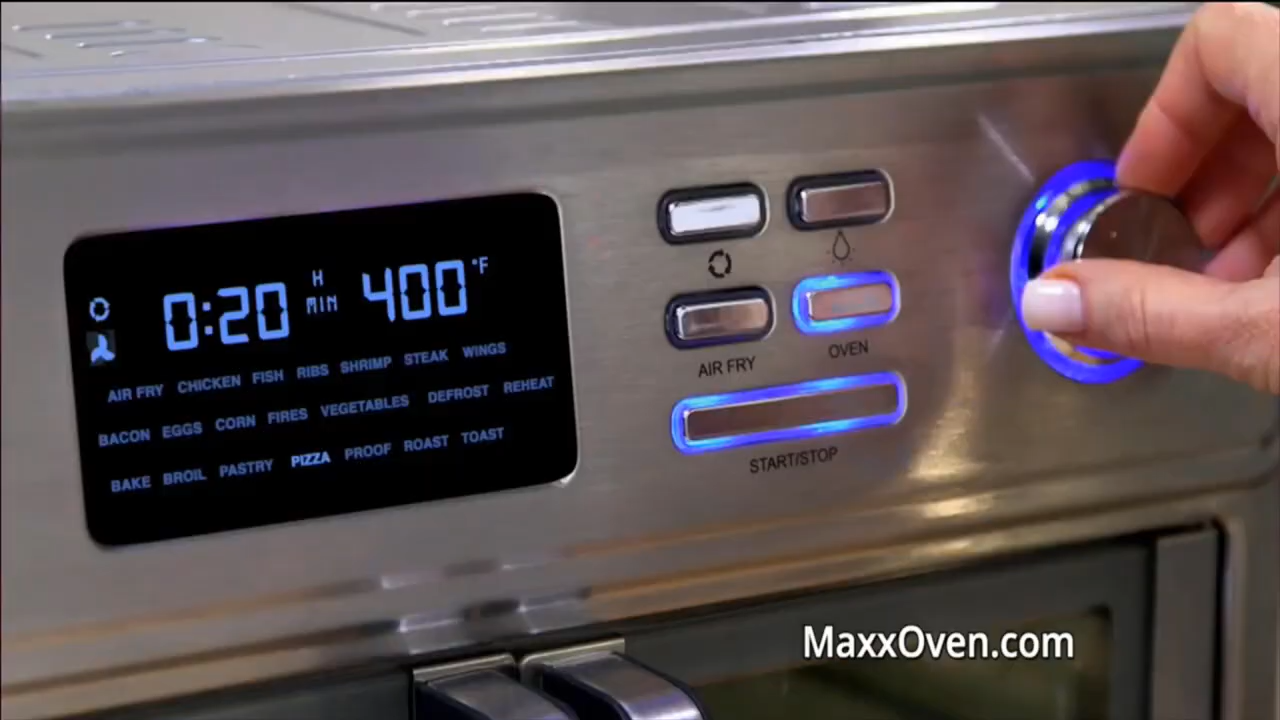 0:20 H MIN 400 °F
AIR FRY CHICKEN FISH RIBS SHRIMP STEAK WINGS
BACON EGGS CORN FIRES VEGETABLES DEFROST REHEAT
BAKE BROIL PASTRY PIZZA PROOF ROAST TOAST
AIR FRY OVEN
START/STOP
MaxxOven.com